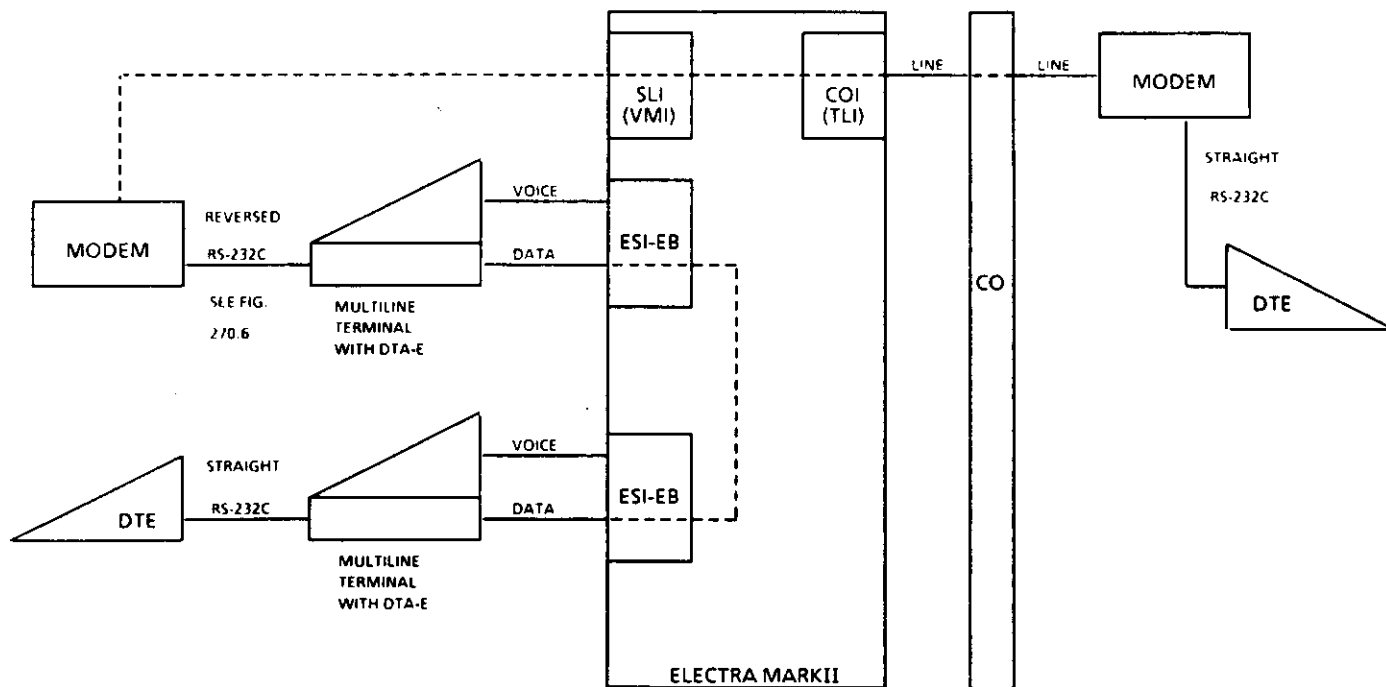 SLI
(VMI)
COI
(TLI)
LINE
LINE
MODEM
STRAIGHT
RS-232C
DTE
MODEM
REVERSED
RS-232C
SEE FIG.
270.6
VOICE
DATA
MULTILINE
TERMINAL
WITH DTA-E
ESI-EB
CO
DTE
STRAIGHT
RS-232C
VOICE
DATA
MULTILINE
TERMINAL
WITH DTA-E
ESI-EB
ELECTRA MARKII